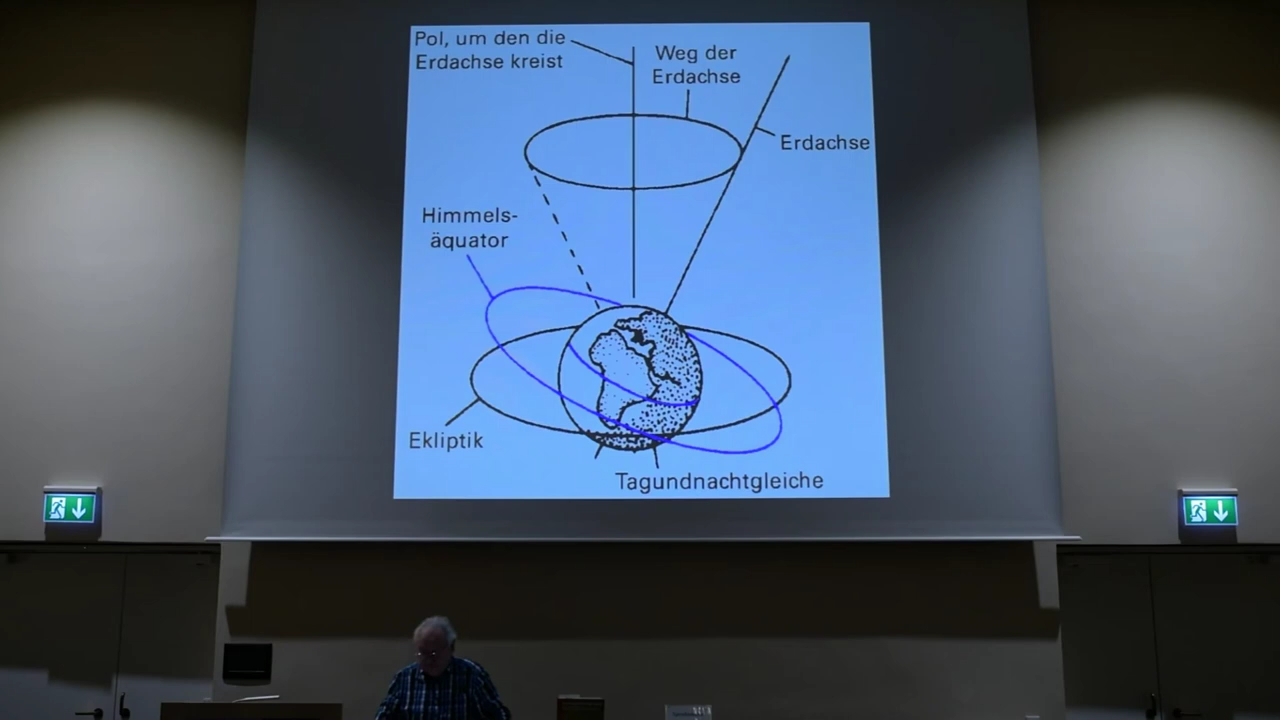 Pol, um den die
Erdachse kreist
Weg der
Erdachse
Erdachse
Himmels-
äquator
Ekliptik
Tagundnachtgleiche